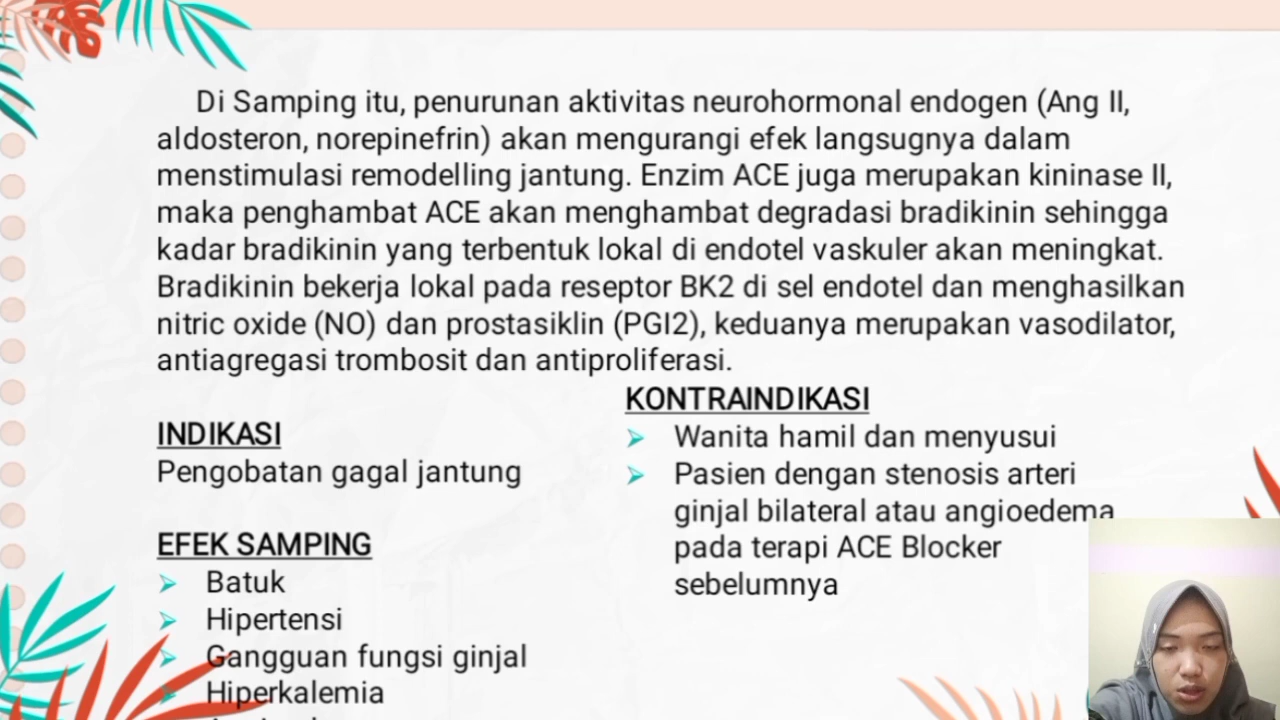 Di Samping itu, penurunan aktivitas neurohormonal endogen (Ang II,
aldosteron, norepinefrin) akan mengurangi efek langsugnya dalam
menstimulasi remodelling jantung. Enzim ACE juga merupakan kininase II,
maka penghambat ACE akan menghambat degradasi bradikinin sehingga
kadar bradikinin yang terbentuk lokal di endotel vaskuler akan meningkat.
Bradikinin bekerja lokal pada reseptor BK2 di sel endotel dan menghasilkan
nitric oxide (NO) dan prostasiklin (PGI2), keduanya merupakan vasodilator,
antiagregasi trombosit dan antiproliferasi.
INDIKASI
Pengobatan gagal jantung
EFEK SAMPING
Batuk
Hipertensi
Gangguan fungsi ginjal
Hiperkalemia
KONTRAINDIKASI
Wanita hamil dan menyusui
Pasien dengan stenosis arteri
ginjal bilateral atau angioedema
pada terapi ACE Blocker
sebelumnya